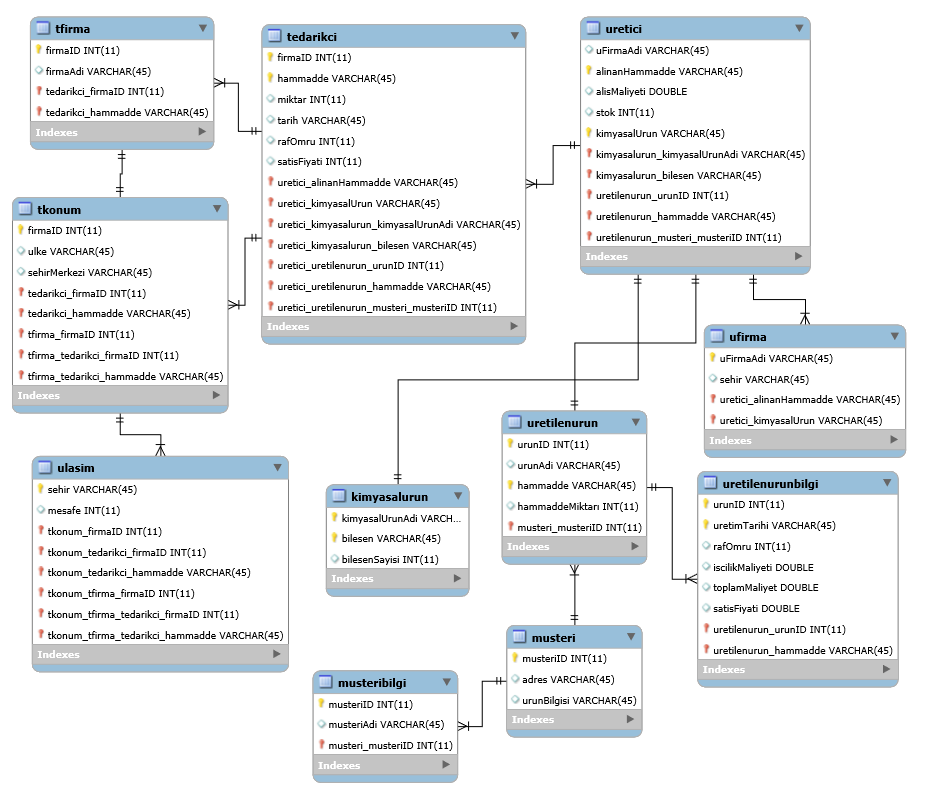 tfirma
firmaID INT(11)
firmaAdi VARCHAR(45)
tedarikci_firmaID INT(11)
tedarikci_hammadde VARCHAR(45)
Indexes
tedarikci
firmaID INT(11)
hammadde VARCHAR(45)
miktar INT(11)
tarih VARCHAR(45)
rafOmru INT(11)
satisFiyati INT(11)
uretici_alinanHammadde VARCHAR(45)
uretici_kimyasalUrun VARCHAR(45)
uretici_kimyasalurun_kimyasalUrunAdi VARCHAR(45)
uretici_kimyasalurun_bilesen VARCHAR(45)
uretici_uretilenurun_urunID INT(11)
uretici_uretilenurun_hammadde VARCHAR(45)
uretici_uretilenurun_musteri_musteriID INT(11)
Indexes
uretici
uFirmaAdi VARCHAR(45)
alinanHammadde VARCHAR(45)
alisMaliyeti DOUBLE
stok INT(11)
kimyasalUrun VARCHAR(45)
kimyasalurun_kimyasalUrunAdi VARCHAR(45)
kimyasalurun_bilesen VARCHAR(45)
uretilenurun_urunID INT(11)
uretilenurun_hammadde VARCHAR(45)
uretilenurun_musteri_musteriID INT(11)
Indexes
tkonum
firmaID INT(11)
ulke VARCHAR(45)
sehirMerkezi VARCHAR(45)
tedarikci_firmaID INT(11)
tedarikci_hammadde VARCHAR(45)
tfirma_firmaID INT(11)
tfirma_tedarikci_firmaID INT(11)
tfirma_tedarikci_hammadde VARCHAR(45)
Indexes
ufirma
uFirmaAdi VARCHAR(45)
sehir VARCHAR(45)
uretici_alinanHammadde VARCHAR(45)
uretici_kimyasalUrun VARCHAR(45)
Indexes
uretilenurun
urunID INT(11)
urunAdi VARCHAR(45)
hammadde VARCHAR(45)
hammaddeMiktarı INT(11)
musteri_musteriID INT(11)
Indexes
ulasim
sehir VARCHAR(45)
mesafe INT(11)
tkonum_firmaID INT(11)
tkonum_tedarikci_firmaID INT(11)
tkonum_tedarikci_hammadde VARCHAR(45)
tkonum_tfirma_firmaID INT(11)
tkonum_tfirma_tedarikci_firmaID INT(11)
tkonum_tfirma_tedarikci_hammadde VARCHAR(45)
Indexes
kimyasalurun
kimyasalUrunAdi VARCH...
bilesen VARCHAR(45)
bilesenSayisi INT(11)
Indexes
uretilenurunbilgi
urunID INT(11)
uretimTarihi VARCHAR(45)
rafOmru INT(11)
iscilikMaliyeti DOUBLE
toplamMaliyet DOUBLE
satisFiyati DOUBLE
uretilenurun_urunID INT(11)
uretilenurun_hammadde VARCHAR(45)
Indexes
musteri
musteriID INT(11)
adres VARCHAR(45)
urunBilgisi VARCHAR(45)
Indexes
musteribilgi
musteriID INT(11)
musteriAdi VARCHAR(45)
musteri_musteriID INT(11)
Indexes